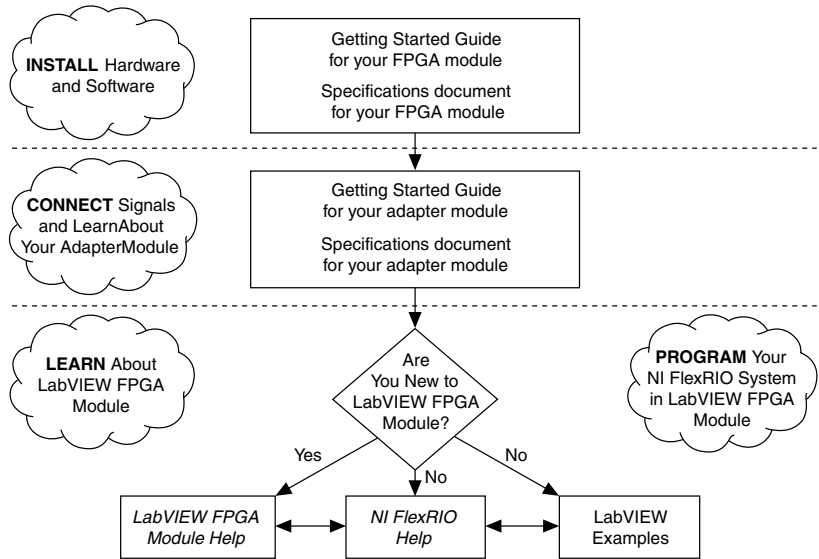 INSTALL Hardware
and Software
Getting Started Guide
for your FPGA module
Specifications document
for your FPGA module
CONNECT Signals
and LearnAbout
Your AdapterModule
Getting Started Guide
for your adapter module
Specifications document
for your adapter module
LEARN About
LabVIEW FPGA
Module
Are
You New to
LabVIEW FPGA
Module?
PROGRAM Your
NI FlexRIO System
in LabVIEW FPGA
Module
Yes
No
No
LabVIEW FPGA
Module Help
NI FlexRIO
Help
LabVIEW
Examples